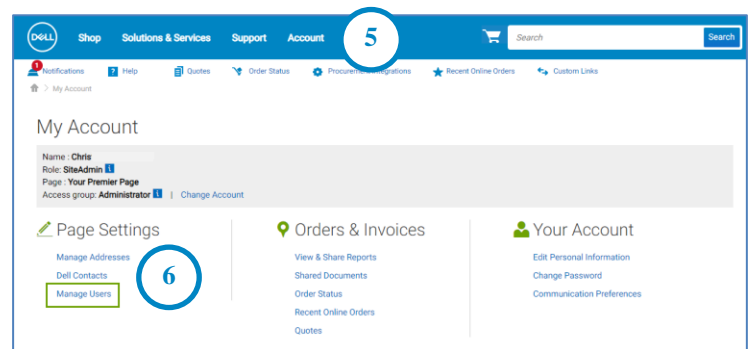 DELL Shop Solutions & Services Support Account 5 Search Search
1
Notifications ? Help Quotes Order Status Procurement Integrations Recent Online Orders Custom Links
> My Account
My Account
Name : Chris
Role: SiteAdmin i
Page : Your Premier Page
Access group: Administrator i | Change Account
Page Settings
Manage Addresses
Dell Contacts
Manage Users
6
Orders & Invoices
View & Share Reports
Shared Documents
Order Status
Recent Online Orders
Quotes
Your Account
Edit Personal Information
Change Password
Communication Preferences